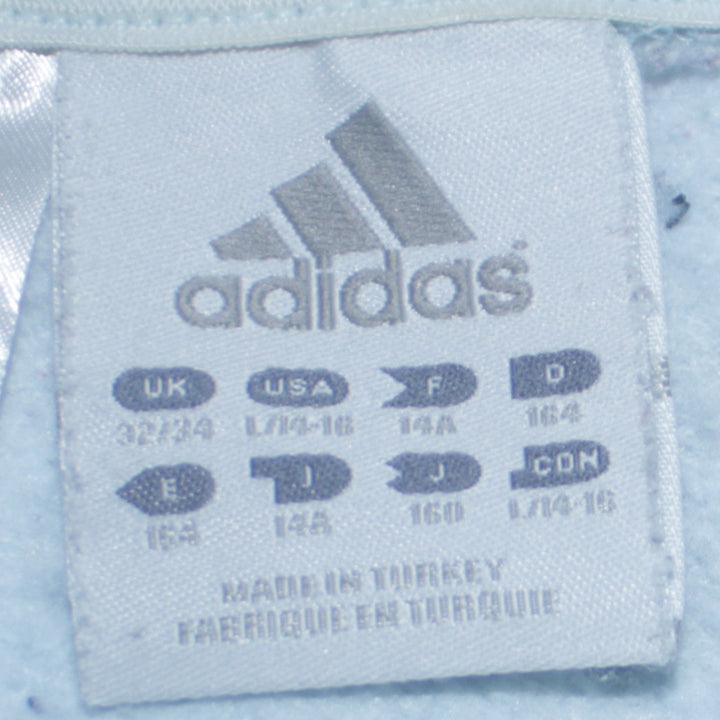 adidas
UK USA F D
32/34 L/14-16 14A 164
E I J CDN
164 14A 160 L/14-16
MADE IN TURKEY
FABRIQUE EN TURQUIE